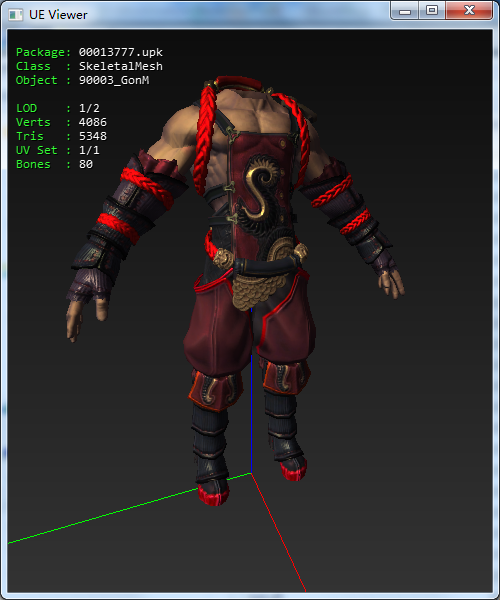 UE Viewer
Package: 00013777.upk
Class : SkeletalMesh
Object : 90003_GonM
LOD : 1/2
Verts : 4086
Tris : 5348
UV Set : 1/1
Bones : 80